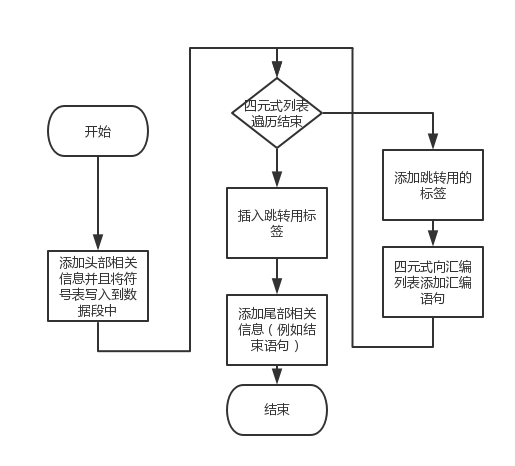 开始
添加头部相关
信息并且将符
号表写入到数
据段中
四元式列表
遍历结束
插入跳转用标
签
添加尾部相关
信息（例如结
束语句）
结束
添加跳转用的
标签
四元式向汇编
列表添加汇编
语句